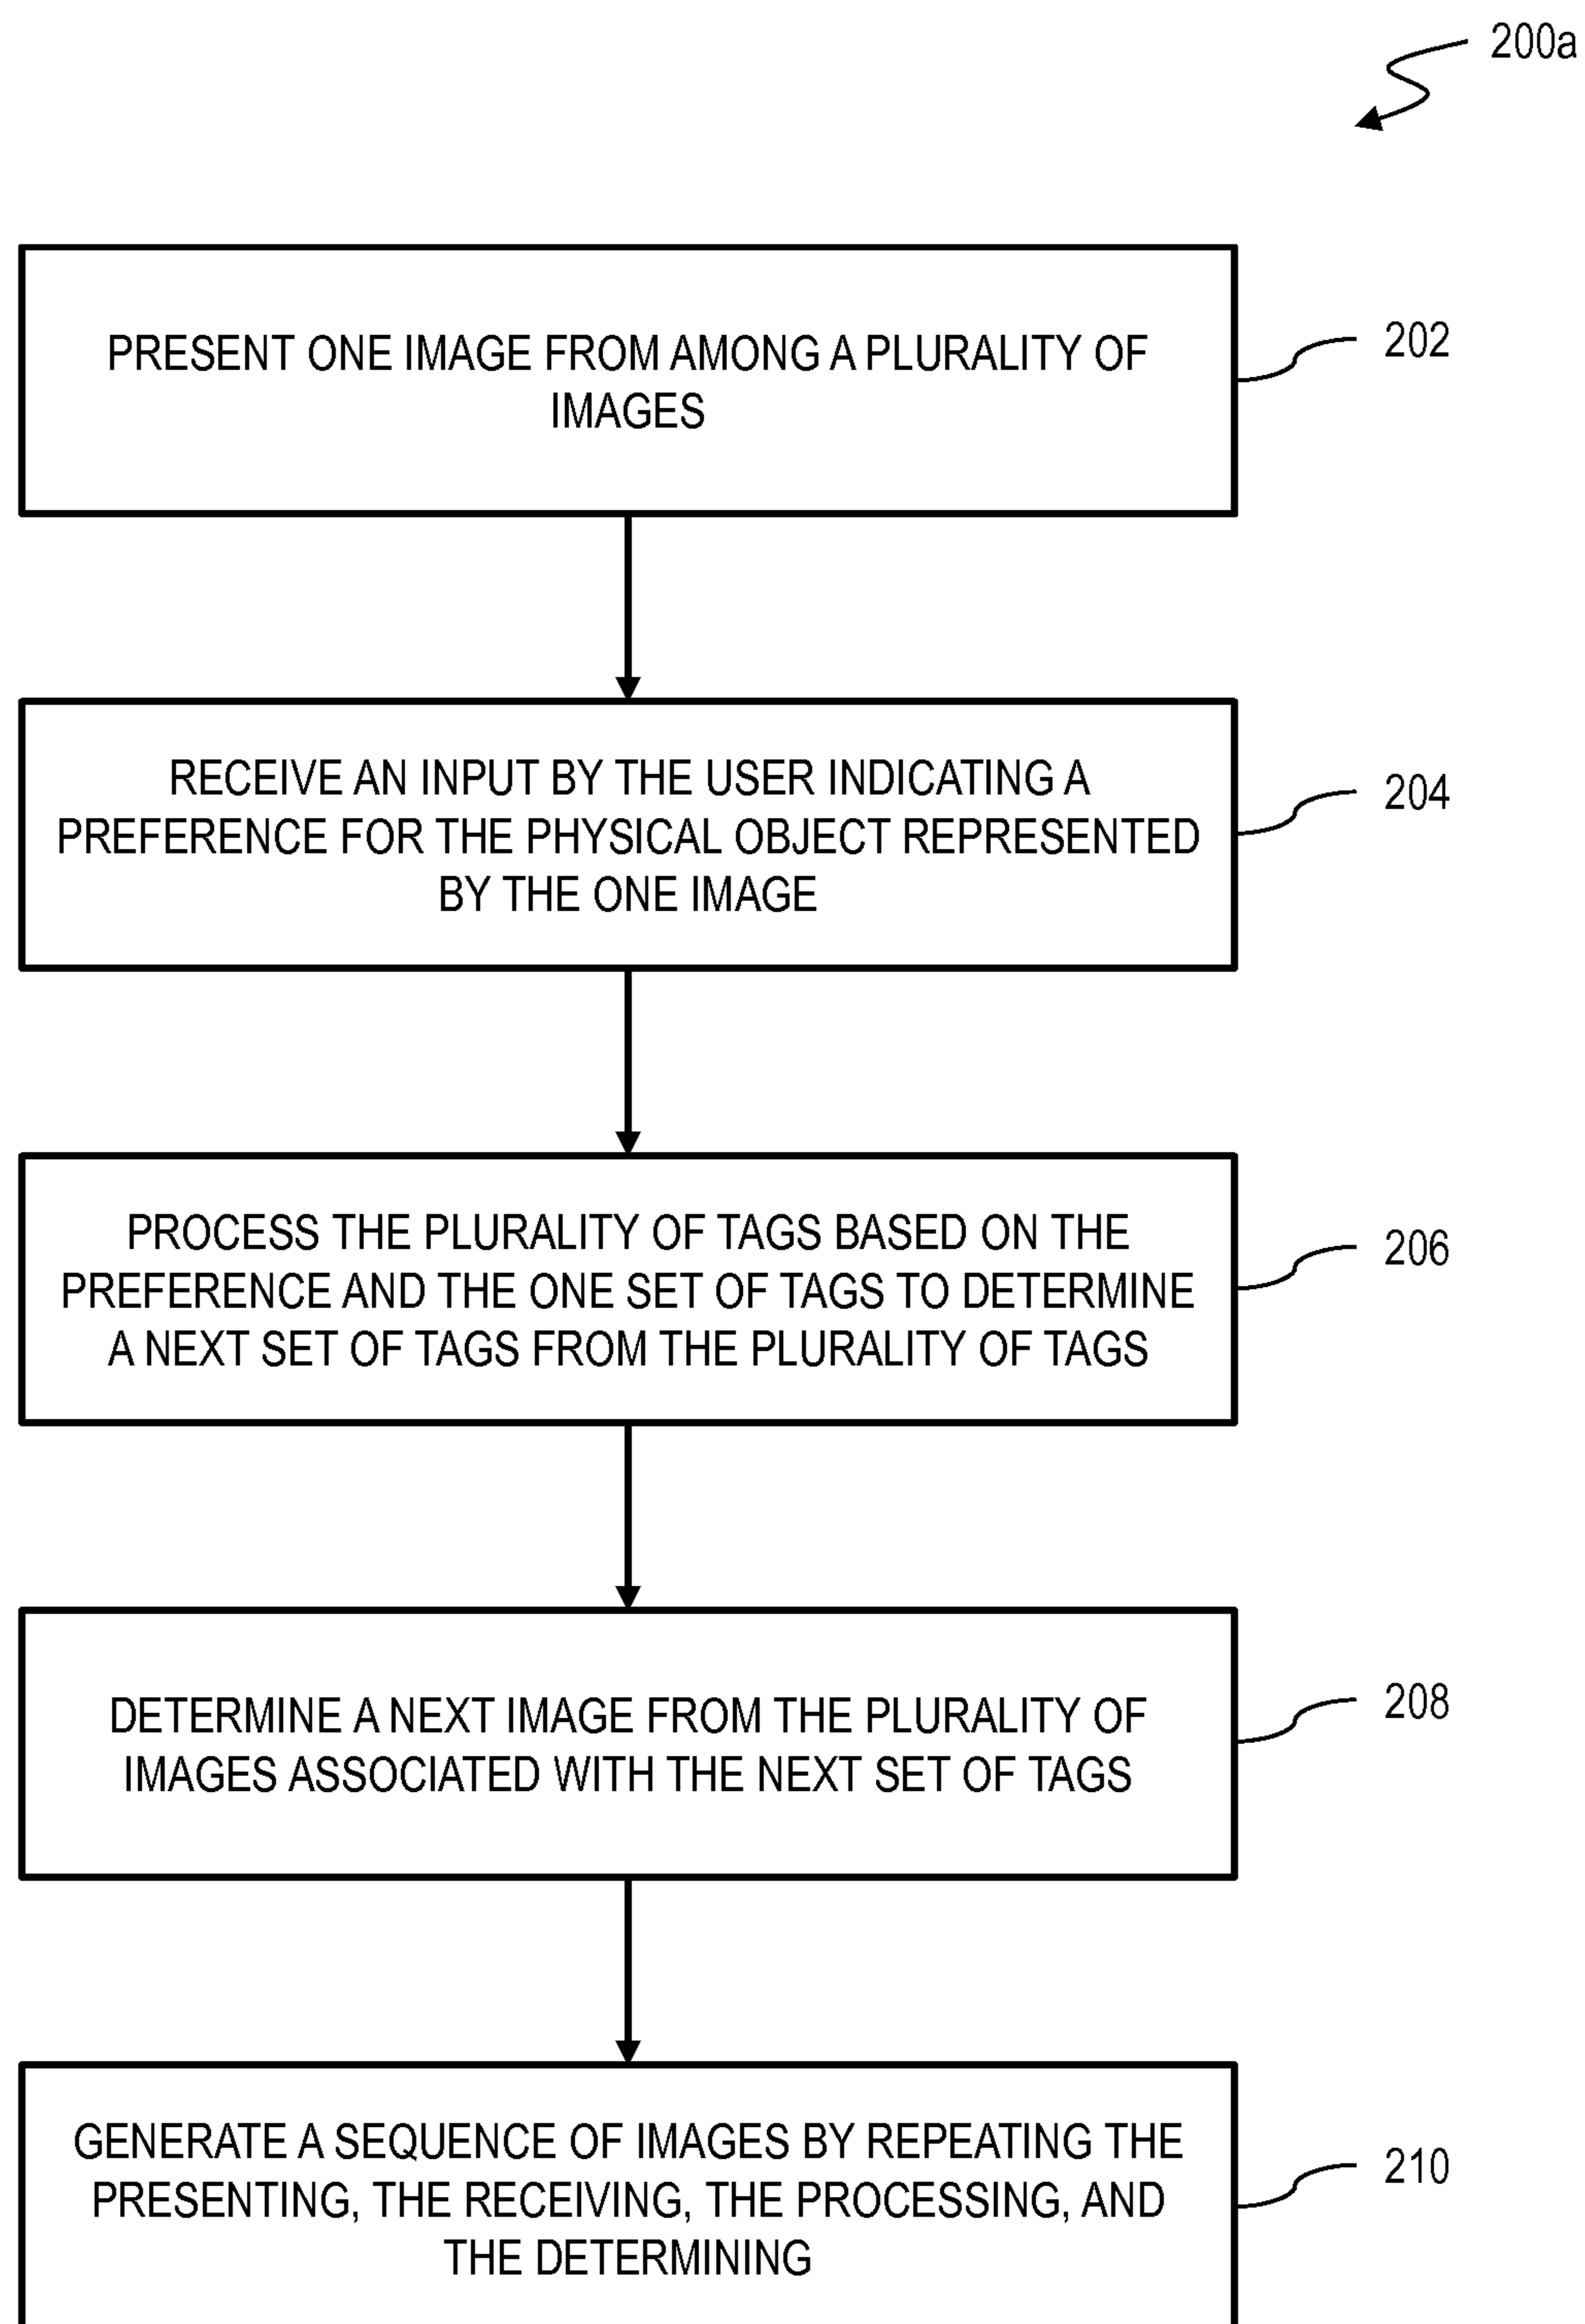 200a
PRESENT ONE IMAGE FROM AMONG A PLURALITY OF
IMAGES
202
RECEIVE AN INPUT BY THE USER INDICATING A
PREFERENCE FOR THE PHYSICAL OBJECT REPRESENTED
BY THE ONE IMAGE
204
PROCESS THE PLURALITY OF TAGS BASED ON THE
PREFERENCE AND THE ONE SET OF TAGS TO DETERMINE
A NEXT SET OF TAGS FROM THE PLURALITY OF TAGS
206
DETERMINE A NEXT IMAGE FROM THE PLURALITY OF
IMAGES ASSOCIATED WITH THE NEXT SET OF TAGS
208
GENERATE A SEQUENCE OF IMAGES BY REPEATING THE
PRESENTING, THE RECEIVING, THE PROCESSING, AND
THE DETERMINING
210